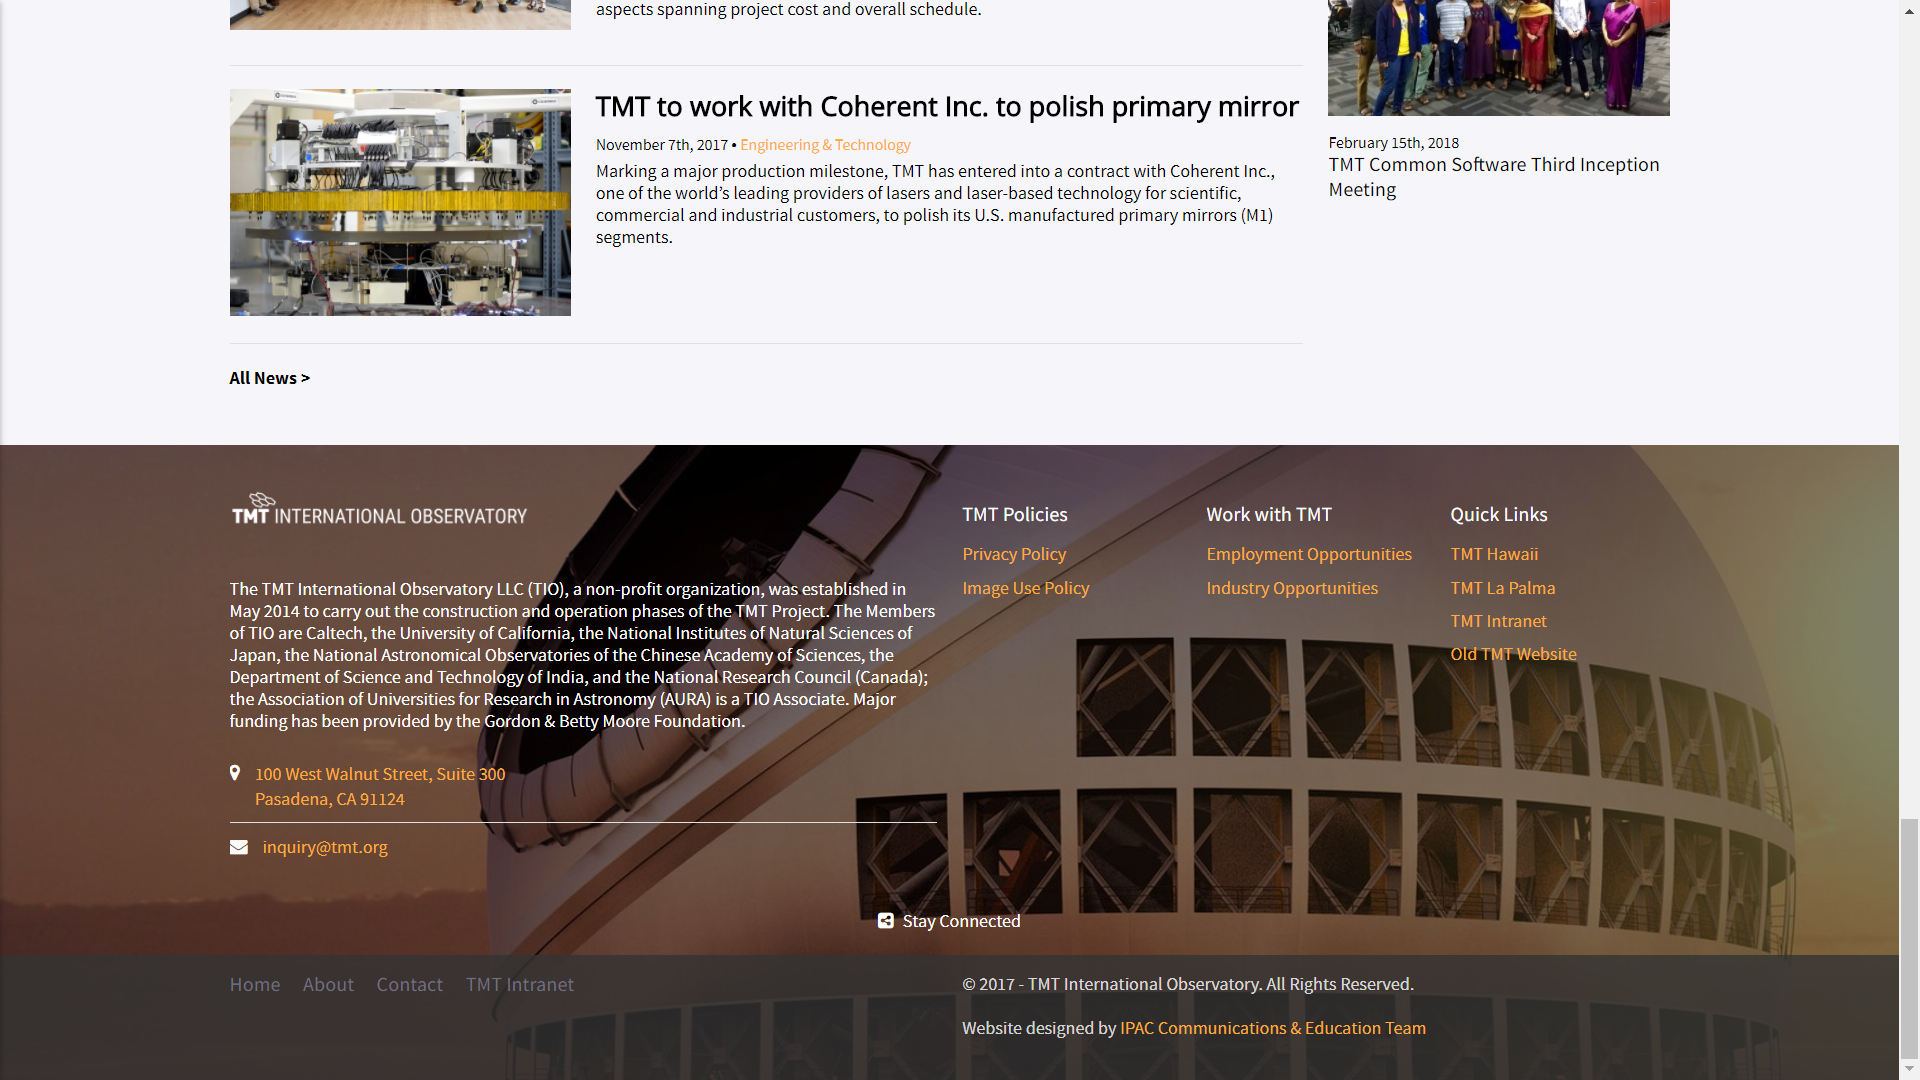 aspects spanning project cost and overall schedule.
TMT to work with Coherent Inc. to polish primary mirror
November 7th, 2017 • Engineering & Technology
Marking a major production milestone, TMT has entered into a contract with Coherent Inc.,
one of the world’s leading providers of lasers and laser-based technology for scientific,
commercial and industrial customers, to polish its U.S. manufactured primary mirrors (M1)
segments.
All News >
February 15th, 2018
TMT Common Software Third Inception
Meeting
TMT INTERNATIONAL OBSERVATORY
The TMT International Observatory LLC (TIO), a non-profit organization, was established in
May 2014 to carry out the construction and operation phases of the TMT Project. The Members
of TIO are Caltech, the University of California, the National Institutes of Natural Sciences of
Japan, the National Astronomical Observatories of the Chinese Academy of Sciences, the
Department of Science and Technology of India, and the National Research Council (Canada);
the Association of Universities for Research in Astronomy (AURA) is a TIO Associate. Major
funding has been provided by the Gordon & Betty Moore Foundation.
100 West Walnut Street, Suite 300
Pasadena, CA 91124
inquiry@tmt.org
TMT Policies
Privacy Policy
Image Use Policy
Work with TMT
Employment Opportunities
Industry Opportunities
Quick Links
TMT Hawaii
TMT La Palma
TMT Intranet
Old TMT Website
Stay Connected
Home About Contact TMT Intranet
© 2017 - TMT International Observatory. All Rights Reserved.
Website designed by IPAC Communications & Education Team